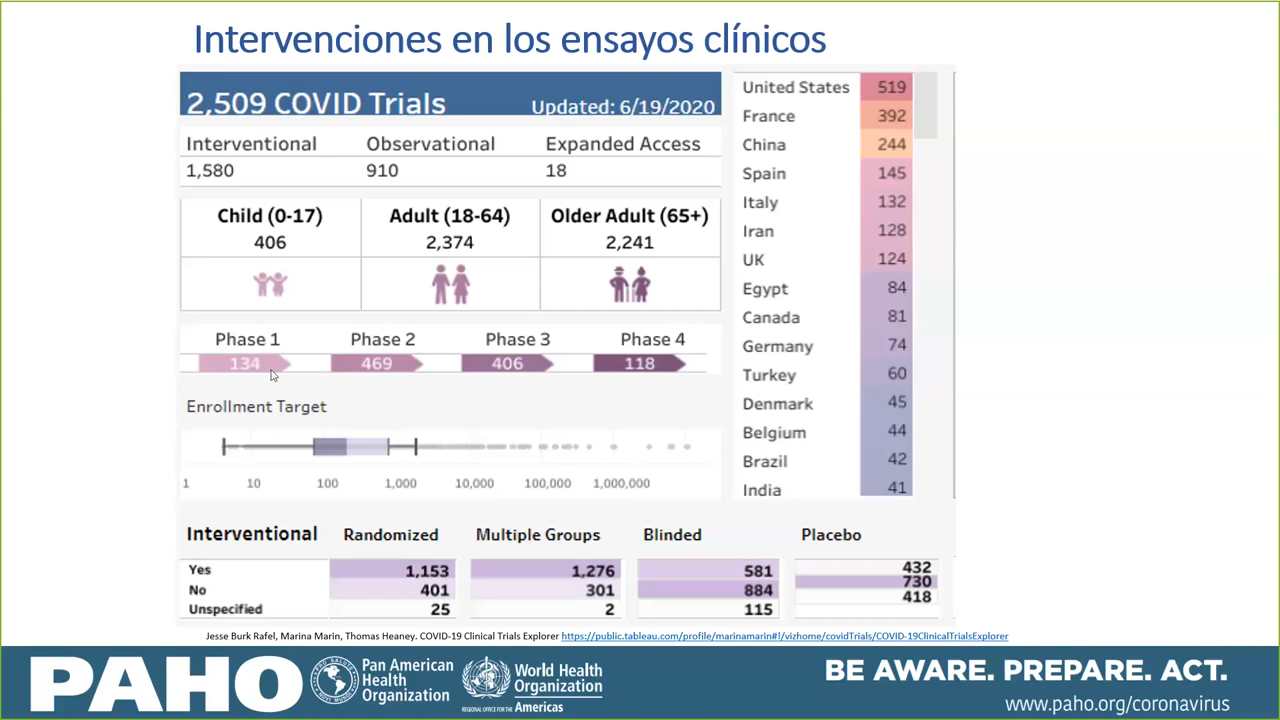 Intervenciones en los ensayos clínicos
2,509 COVID Trials Updated: 6/19/2020
Interventional Observational Expanded Access
1,580 910 18
Child (0-17) Adult (18-64) Older Adult (65+)
406 2,374 2,241
Phase 1 Phase 2 Phase 3 Phase 4
134 469 406 118
Enrollment Target
1 10 100 1,000 10,000 100,000 1,000,000
United States 519
France 392
China 244
Spain 145
Italy 132
Iran 128
UK 124
Egypt 84
Canada 81
Germany 74
Turkey 60
Denmark 45
Belgium 44
Brazil 42
India 41
Interventional Randomized Multiple Groups Blinded Placebo
Yes 1,153 1,276 581 432
No 401 301 884 730
Unspecified 25 2 115 418
Jesse Burk Rafel, Marina Marin, Thomas Heaney. COVID-19 Clinical Trials Explorer https://public.tableau.com/profile/marinamarin#!/vizhome/covidTrials/COVID-19ClinicalTrialsExplorer
PAHO
Pan American
Health
Organization
World Health
Organization
REGIONAL OFFICE FOR THE Americas
BE AWARE. PREPARE. ACT.
www.paho.org/coronavirus